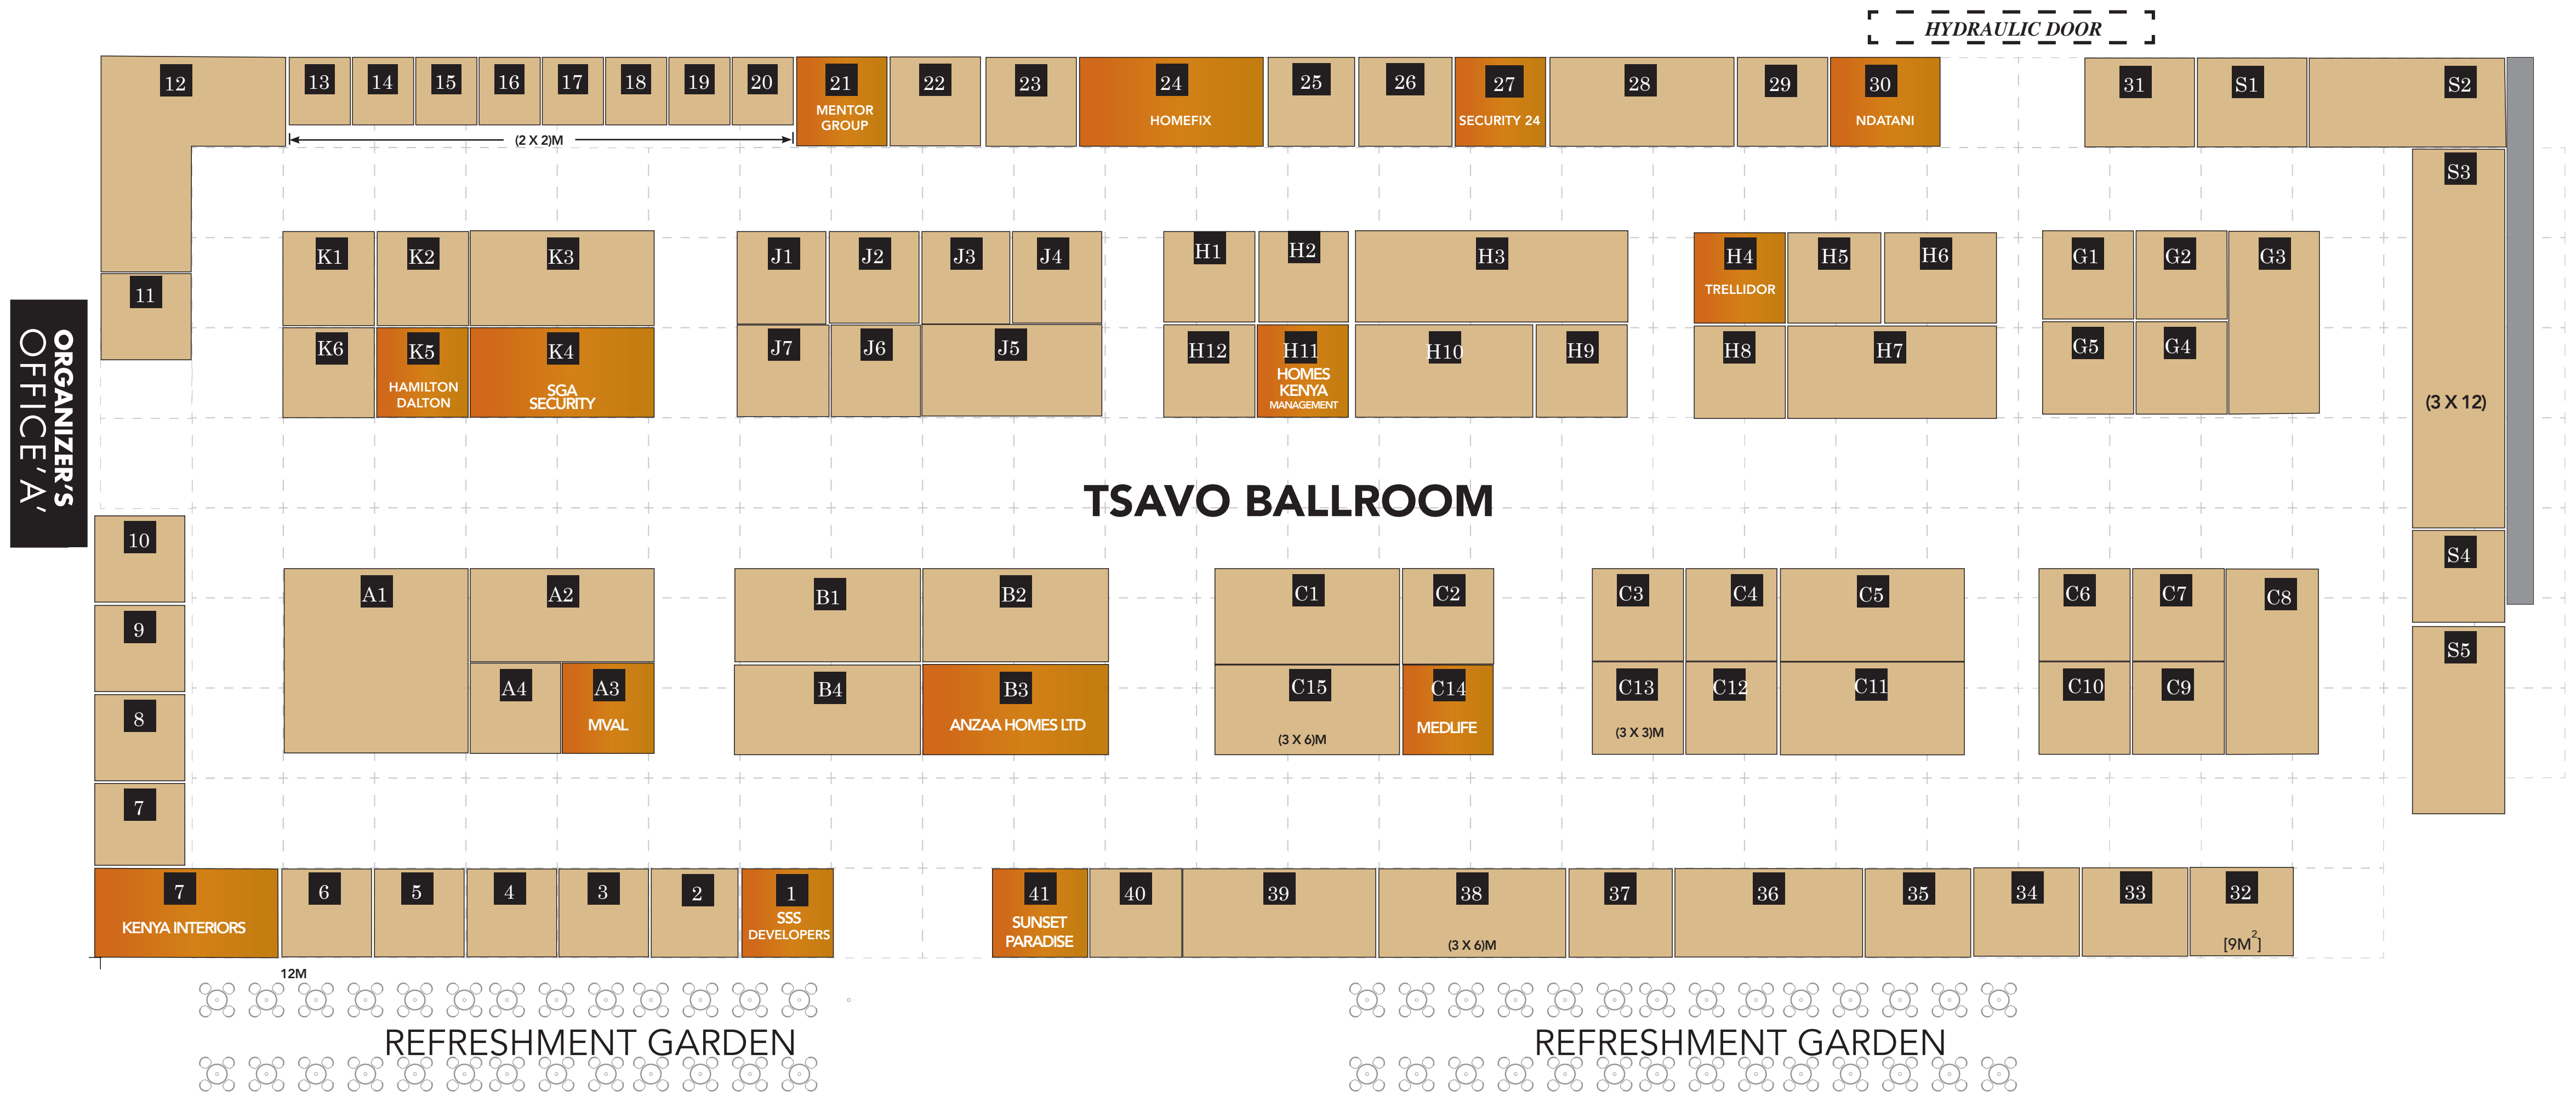 HYDRAULIC DOOR
12
13
14
15
16
17
18
19
20
21
22
23
24
25
26
27
28
29
30
31
S1
S2
MENTOR
GROUP
HOMEFIX
SECURITY 24
NDATANI
(2 X 2)M
S3
K1
K2
K3
J1
J2
J3
J4
H1
H2
H3
H4
TRELLIDOR
H5
H6
G1
G2
G3
11
K6
K5
HAMILTON
DALTON
K4
SGA
SECURITY
J7
J6
J5
H12
H11
HOMES
KENYA
MANAGEMENT
H10
H9
H8
H7
G5
G4
(3 X 12)
ORGANIZER'S
OFFICE'A'
TSAVO BALLROOM
10
9
8
7
A1
A2
B1
B2
C1
C2
C3
C4
C5
C6
C7
C8
S4
S5
A4
A3
MVAL
B4
B3
ANZAA HOMES LTD
C15
(3 X 6)M
C14
MEDLIFE
C13
(3 X 3)M
C12
C11
C10
C9
7
KENYA INTERIORS
6
5
4
3
2
1
SSS
DEVELOPERS
41
SUNSET
PARADISE
40
39
38
(3 X 6)M
37
36
35
34
33
32
[9M²]
12M
REFRESHMENT GARDEN
REFRESHMENT GARDEN